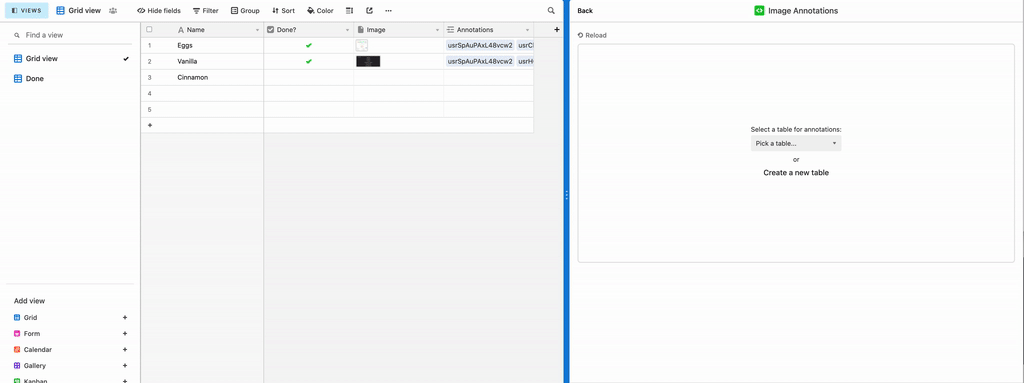 VIEWS
Grid view
Hide fields
Filter
Group
Sort
Color
Find a view
Grid view
Done
Add view
Grid +
Form +
Calendar +
Gallery +
Kanban +
Name
Done?
Image
Annotations
+
1 Eggs usrSpAuPAxL48vcw2 usrC
2 Vanilla usrSpAuPAxL48vcw2 usrH
3 Cinnamon
4
5
+
Back
Image Annotations
Reload
Select a table for annotations:
Pick a table...
or
Create a new table